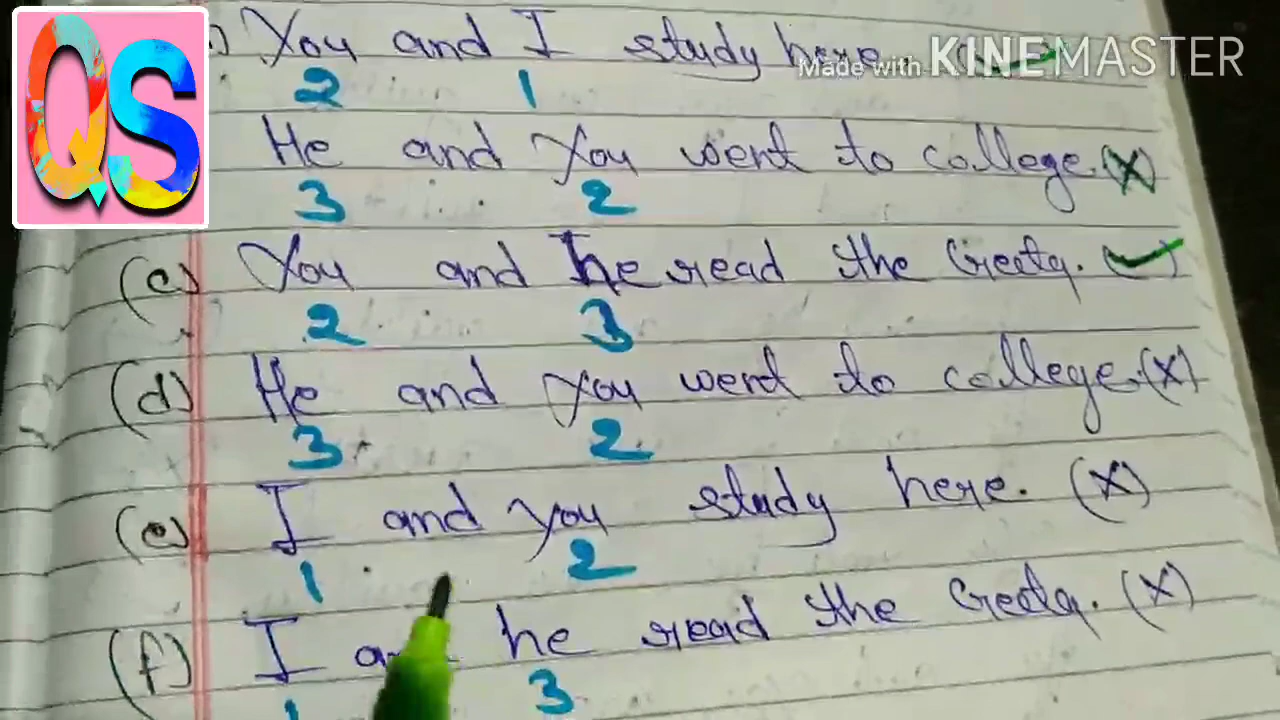 QS
Made with KINEMASTER
You and I study here.
2 1
He and You went to college. (X)
3 2
(c) You and he read the Geeta. (✓)
2 3
(d) He and You went to college. (X)
3 2
(e) I and you study here. (X)
1 2
(f) I he read the Geeta. (X)
1 3